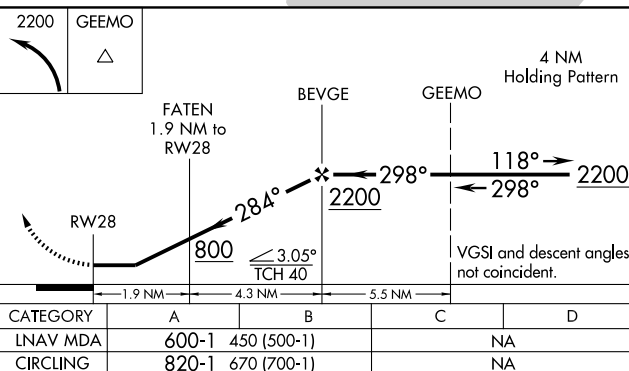 2200 GEEMO
4 NM
Holding Pattern
BEVGE GEEMO
FATEN
1.9 NM to
RW28
118°
298° 298° 2200
2200
284°
RW28
800
3.05°
TCH 40
VGSI and descent angles
not coincident.
1.9 NM 4.3 NM 5.5 NM
CATEGORY A B C D
LNAV MDA 600-1 450 (500-1) NA
CIRCLING 820-1 670 (700-1) NA